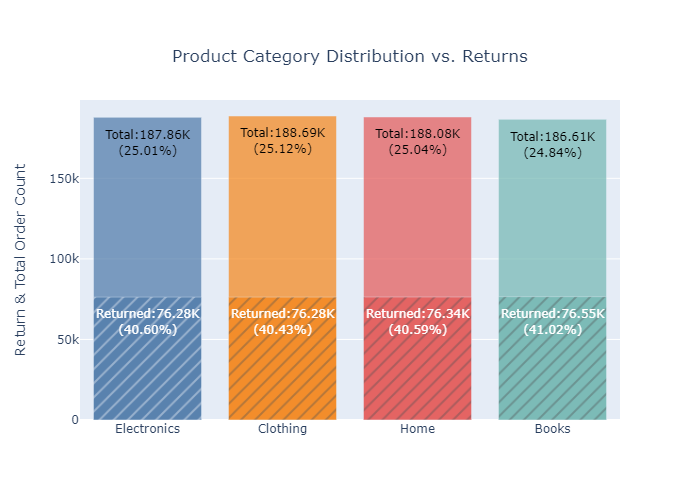 Product Category Distribution vs. Returns
Return & Total Order Count
150k
100k
50k
0
Total:187.86K
(25.01%)
Total:188.69K
(25.12%)
Total:188.08K
(25.04%)
Total:186.61K
(24.84%)
Returned:76.28K
(40.60%)
Returned:76.28K
(40.43%)
Returned:76.34K
(40.59%)
Returned:76.55K
(41.02%)
Electronics
Clothing
Home
Books